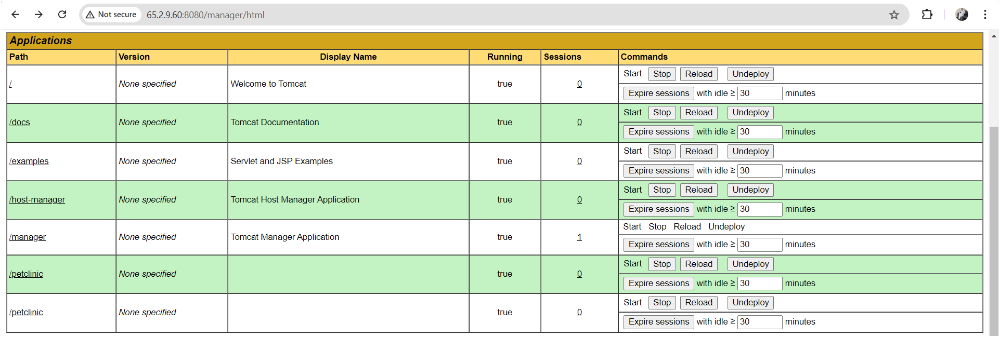 Not secure 65.2.9.60:8080/manager/html
Applications
Path Version Display Name Running Sessions Commands
/ None specified Welcome to Tomcat true 0 Start Stop Reload Undeploy
Expire sessions with idle ≥ 30 minutes
/docs None specified Tomcat Documentation true 0 Start Stop Reload Undeploy
Expire sessions with idle ≥ 30 minutes
/examples None specified Servlet and JSP Examples true 0 Start Stop Reload Undeploy
Expire sessions with idle ≥ 30 minutes
/host-manager None specified Tomcat Host Manager Application true 0 Start Stop Reload Undeploy
Expire sessions with idle ≥ 30 minutes
/manager None specified Tomcat Manager Application true 1 Start Stop Reload Undeploy
Expire sessions with idle ≥ 30 minutes
/petclinic None specified true 0 Start Stop Reload Undeploy
Expire sessions with idle ≥ 30 minutes
/petclinic None specified true 0 Start Stop Reload Undeploy
Expire sessions with idle ≥ 30 minutes